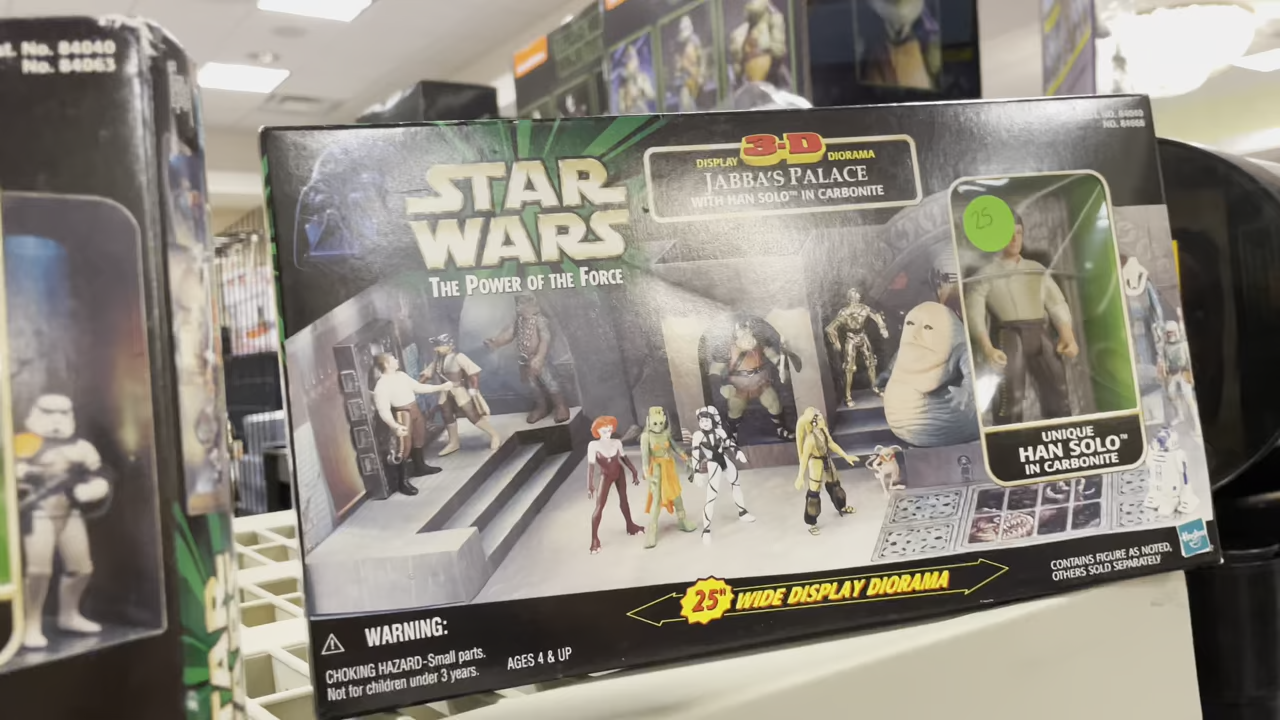 t. No. 84040
No. 84063
STAR
WARS
THE POWER OF THE FORCE
3-D
DISPLAY DIORAMA
JABBA'S PALACE
WITH HAN SOLO™ IN CARBONITE
NO. 84040
25
UNIQUE
HAN SOLO™
IN CARBONITE
Hasbro
CONTAINS FIGURE AS NOTED,
OTHERS SOLD SEPARATELY
25" WIDE DISPLAY DIORAMA
WARNING:
CHOKING HAZARD-Small parts.
Not for children under 3 years.
AGES 4 & UP